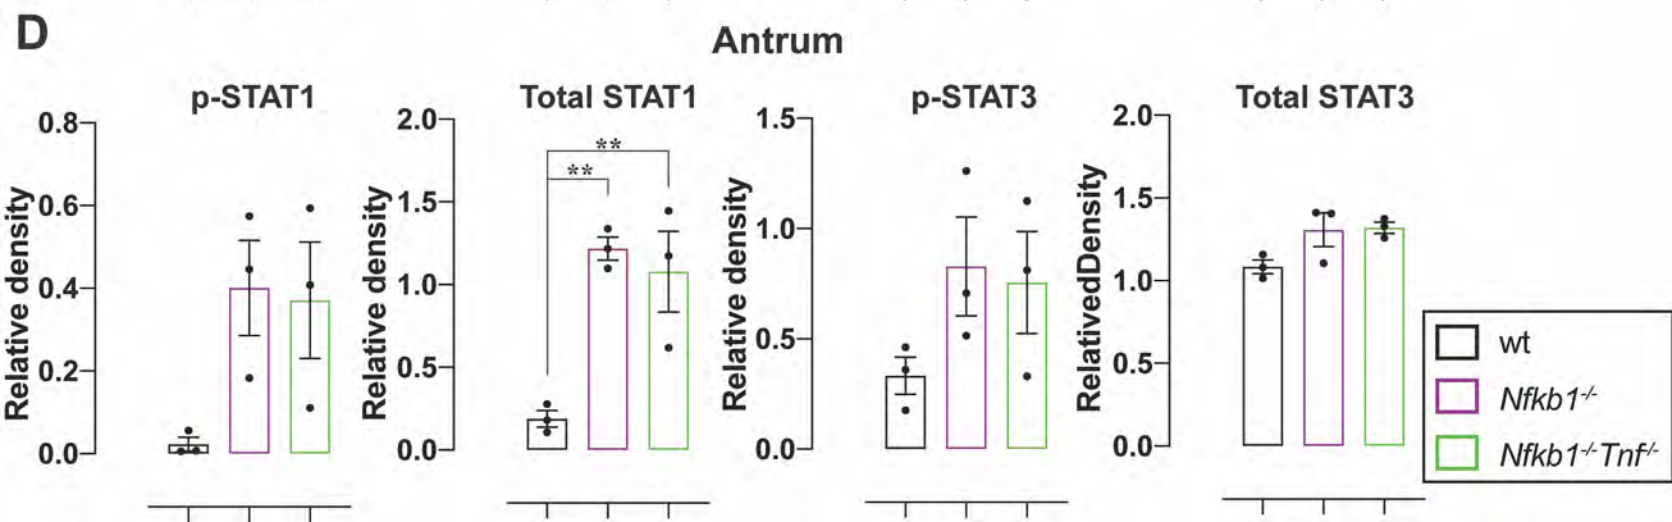 D
Antrum
p-STAT1
Total STAT1
p-STAT3
Total STAT3
Relative density
0.8
0.6
0.4
0.2
0.0
Relative density
2.0
1.5
1.0
0.5
0.0
**
**
Relative density
1.5
1.0
0.5
0.0
RelativedDensity
2.0
1.5
1.0
0.5
0.0
wt
Nfkb1-/-
Nfkb1-/-Tnf-/-